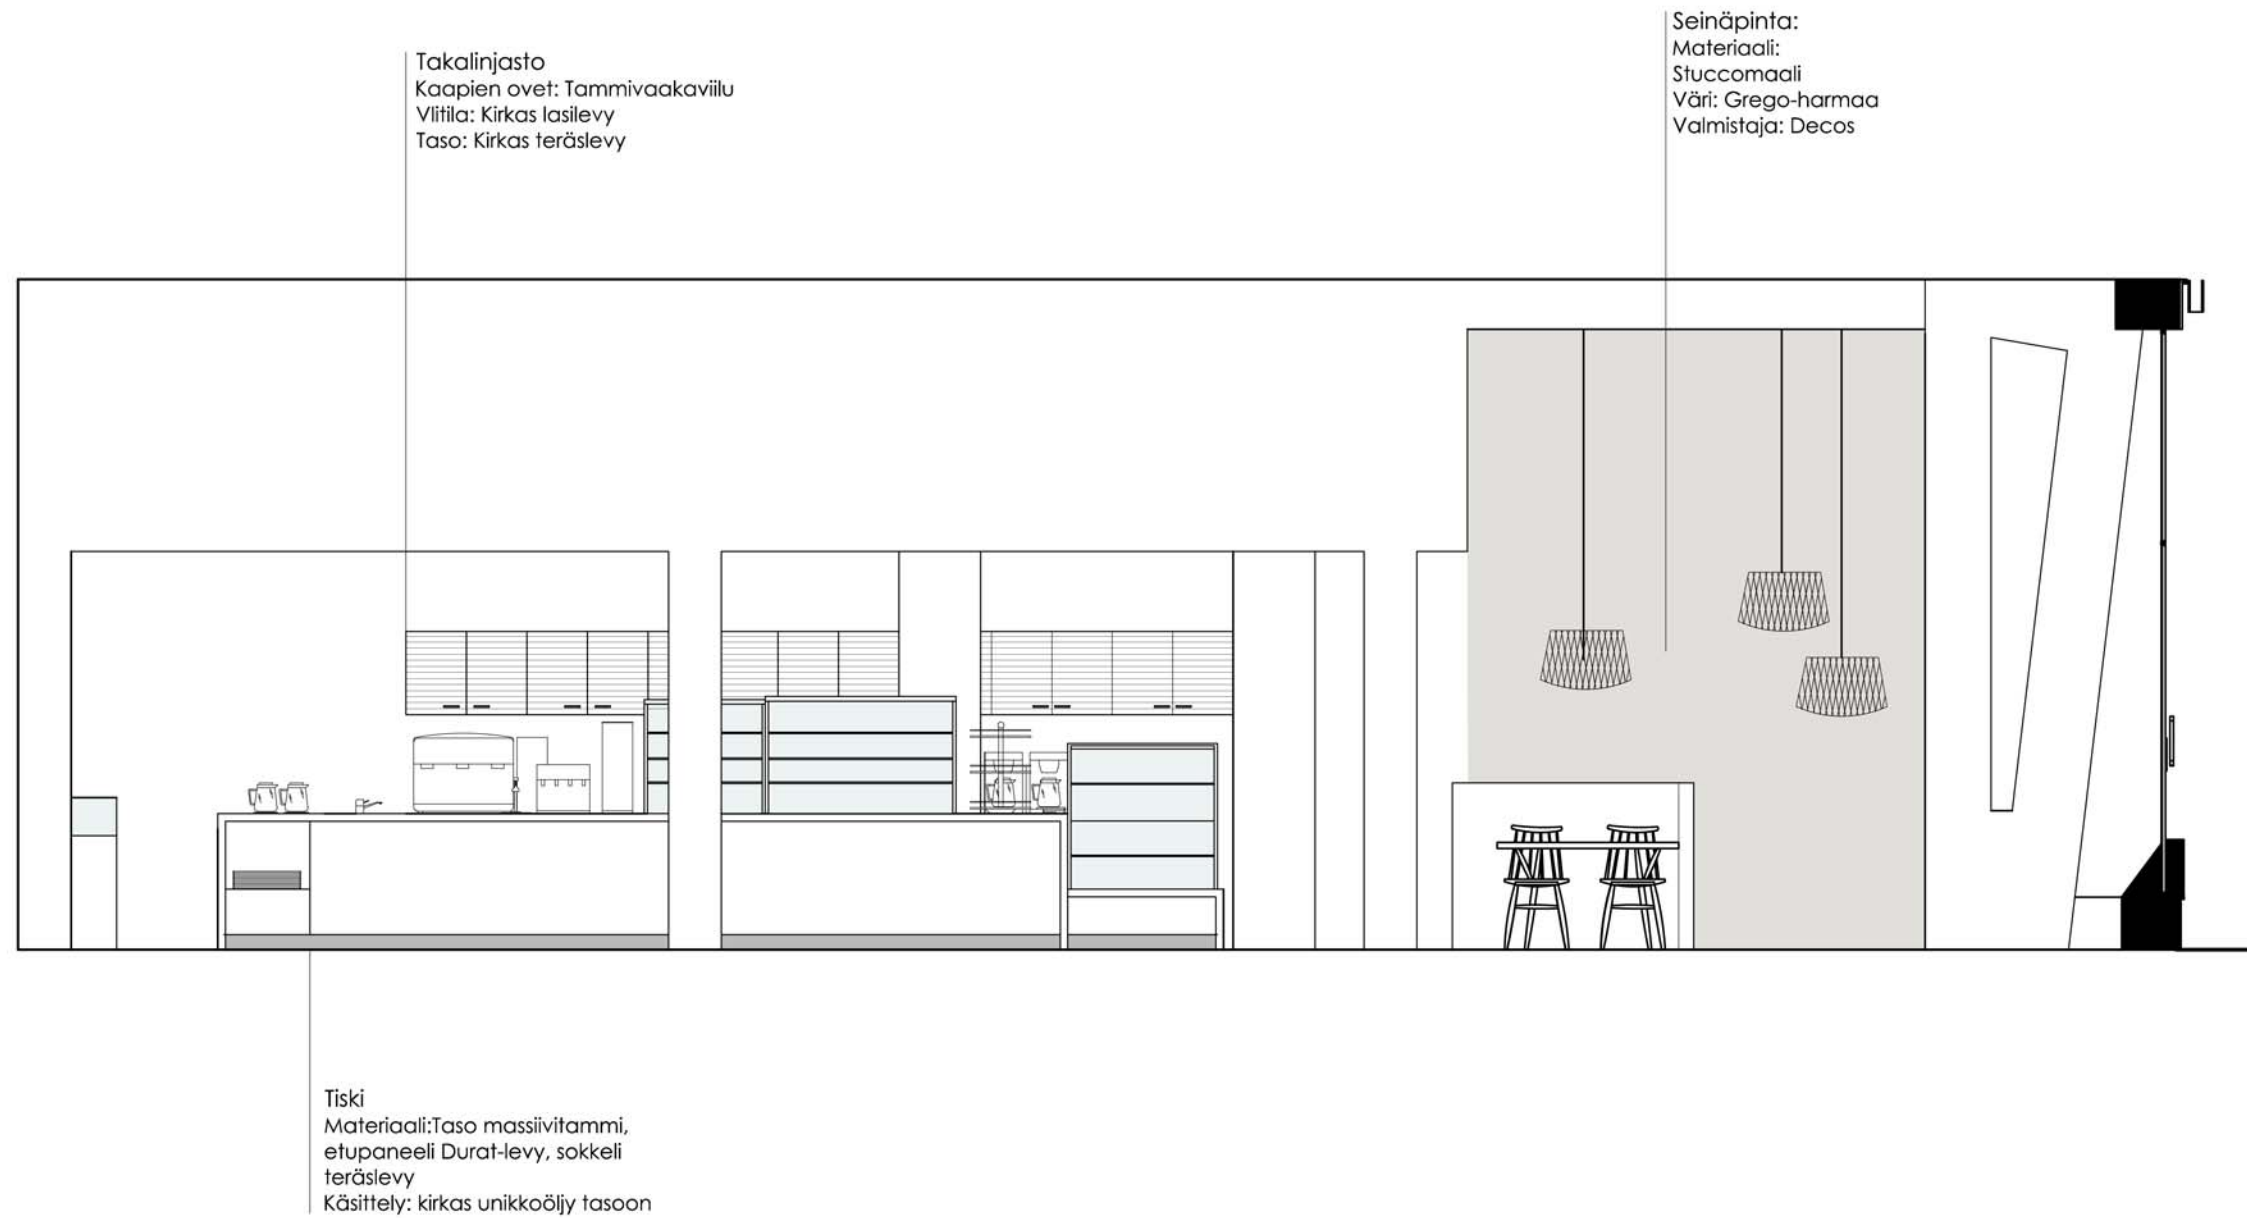 Takalinjasto
Kaapien ovet: Tammivaakaviilu
Vlitila: Kirkas lasilevy
Taso: Kirkas teräslevy
Seinäpinta:
Materiaali:
Stuccomaali
Väri: Grego-harmaa
Valmistaja: Decos
Tiski
Materiaali:Taso massiivitammi,
etupaneeli Durat-levy, sokkeli
teräslevy
Käsittely: kirkas unikkoöljy tasoon